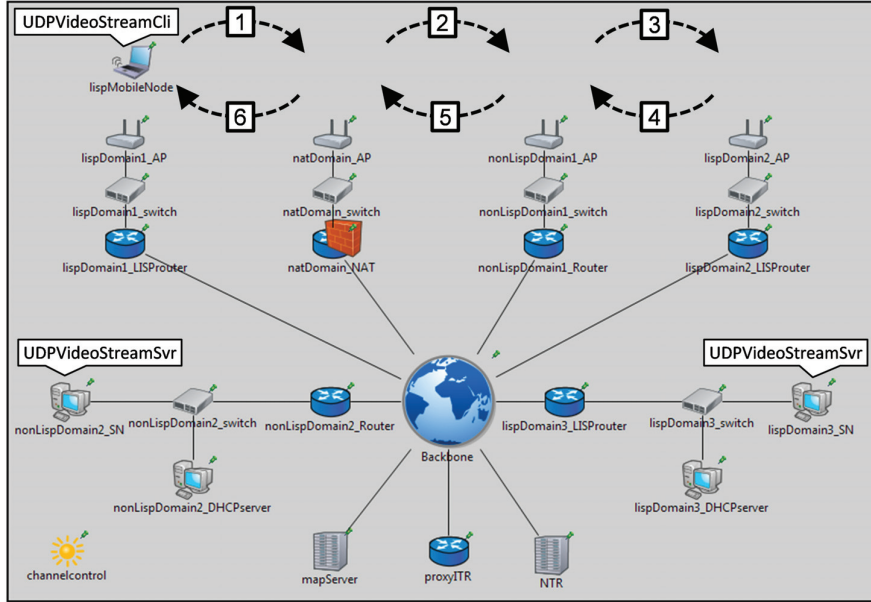 UDPVideoStreamCli
1
2
3
lispMobileNode
6
5
4
lispDomain1_AP
natDomain_AP
nonLispDomain1_AP
lispDomain2_AP
lispDomain1_switch
natDomain_switch
nonLispDomain1_switch
lispDomain2_switch
lispDomain1_LISProuter
natDomain_NAT
nonLispDomain1_Router
lispDomain2_LISProuter
UDPVideoStreamSvr
UDPVideoStreamSvr
nonLispDomain2_SN
nonLispDomain2_switch
nonLispDomain2_Router
lispDomain3_LISProuter
lispDomain3_switch
lispDomain3_SN
Backbone
nonLispDomain2_DHCPserver
lispDomain3_DHCPserver
channelcontrol
mapServer
proxyITR
NTR